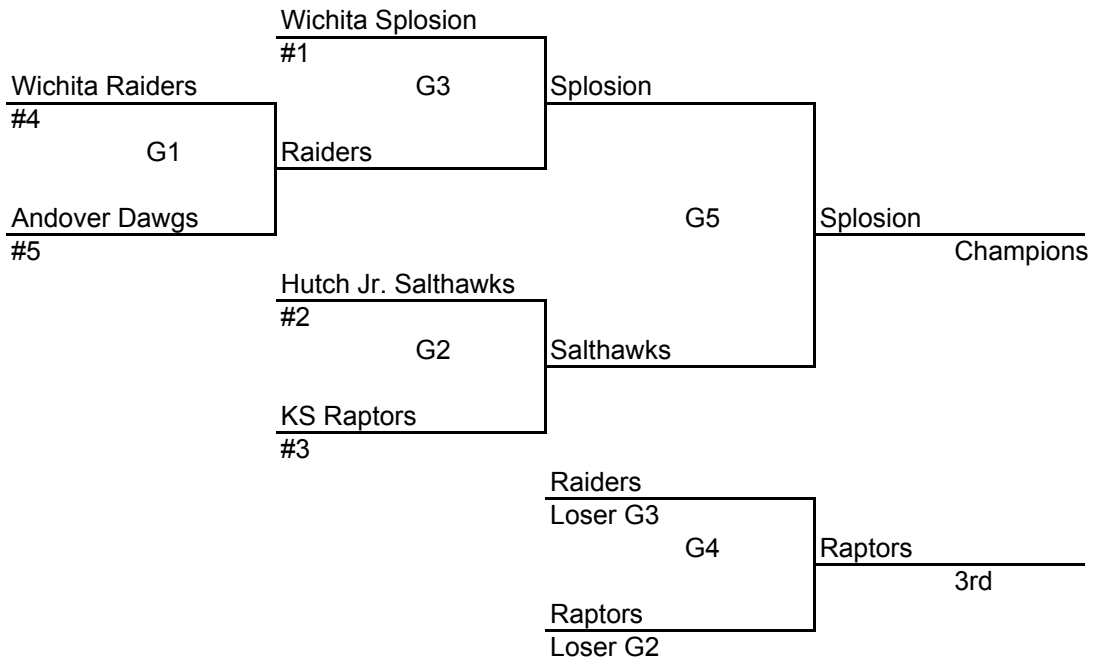 Wichita Splosion
#1
Wichita Raiders
G3
Splosion
#4
G1
Raiders
Andover Dawgs
G5
Splosion
#5
Champions
Hutch Jr. Salthawks
#2
G2
Salthawks
KS Raptors
#3
Raiders
Loser G3
G4
Raptors
3rd
Raptors
Loser G2